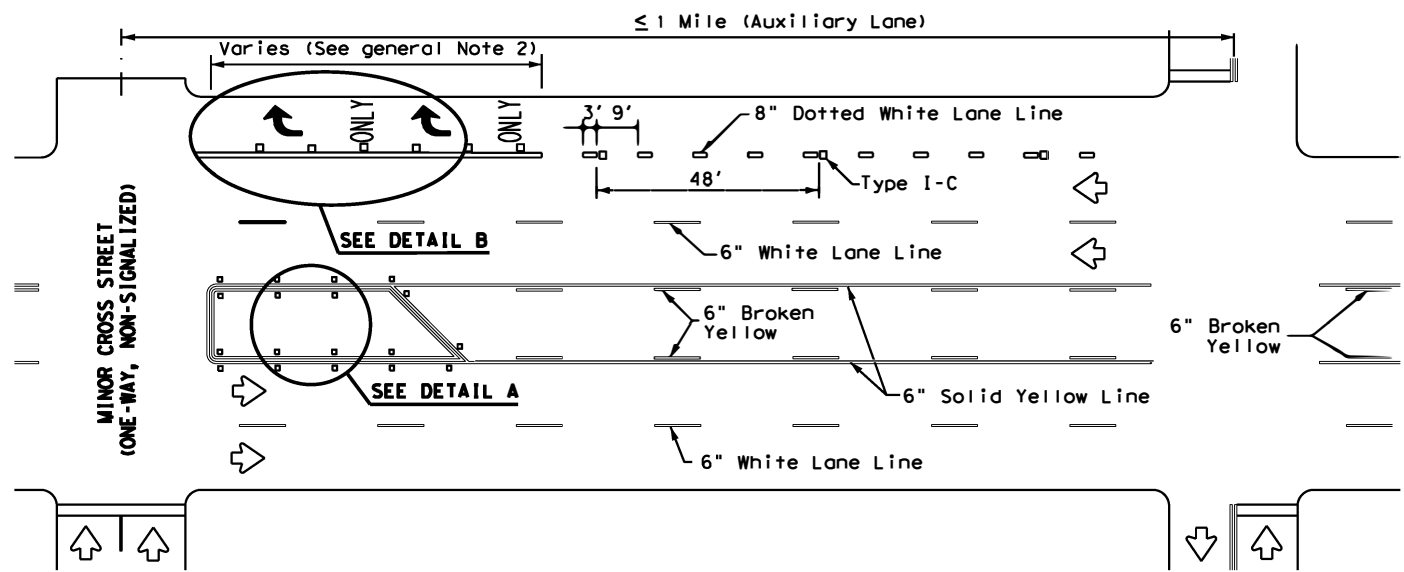 ≤ 1 Mile (Auxiliary Lane)
Varies (See general Note 2)
ONLY
ONLY
3' 9'
8" Dotted White Lane Line
48'
Type I-C
SEE DETAIL B
6" White Lane Line
MINOR CROSS STREET
(ONE-WAY, NON-SIGNALIZED)
6" Broken
Yellow
6" Broken
Yellow
SEE DETAIL A
6" Solid Yellow Line
6" White Lane Line